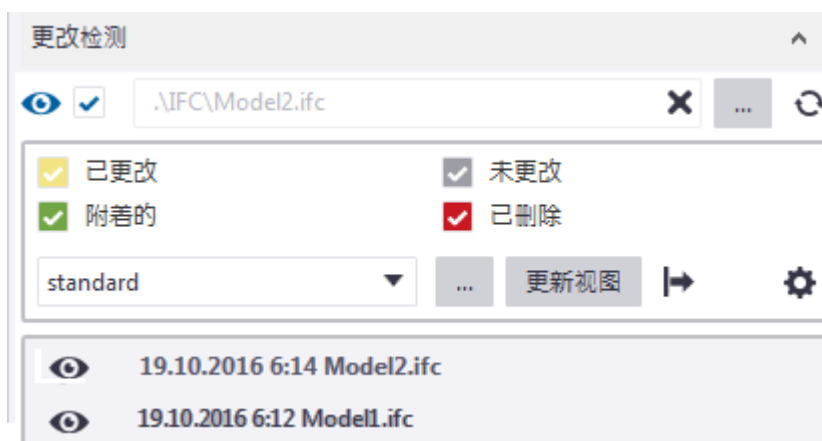 更改检测
.\IFC\Model2.ifc ...
已更改 未更改
附着的 已删除
standard ... 更新视图
19.10.2016 6:14 Model2.ifc
19.10.2016 6:12 Model1.ifc